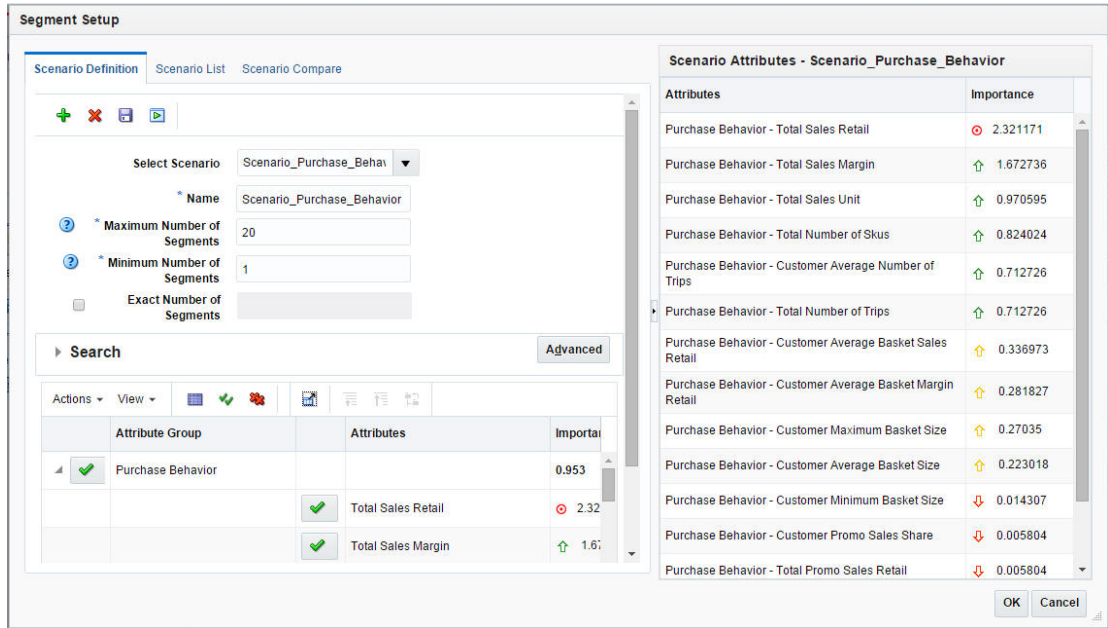 Segment Setup
Scenario Definition Scenario List Scenario Compare
Select Scenario Scenario_Purchase_Behav
* Name Scenario_Purchase_Behavior
* Maximum Number of
Segments 20
* Minimum Number of
Segments 1
Exact Number of
Segments
Search Advanced
Actions View
Attribute Group Attributes Importan
Purchase Behavior 0.953
Total Sales Retail 2.32
Total Sales Margin 1.67
Scenario Attributes - Scenario_Purchase_Behavior
Attributes Importance
Purchase Behavior - Total Sales Retail 2.321171
Purchase Behavior - Total Sales Margin 1.672736
Purchase Behavior - Total Sales Unit 0.970595
Purchase Behavior - Total Number of Skus 0.824024
Purchase Behavior - Customer Average Number of
Trips 0.712726
Purchase Behavior - Total Number of Trips 0.712726
Purchase Behavior - Customer Average Basket Sales
Retail 0.336973
Purchase Behavior - Customer Average Basket Margin
Retail 0.281827
Purchase Behavior - Customer Maximum Basket Size 0.27035
Purchase Behavior - Customer Average Basket Size 0.223018
Purchase Behavior - Customer Minimum Basket Size 0.014307
Purchase Behavior - Customer Promo Sales Share 0.005804
Purchase Behavior - Total Promo Sales Retail 0.005804
OK Cancel